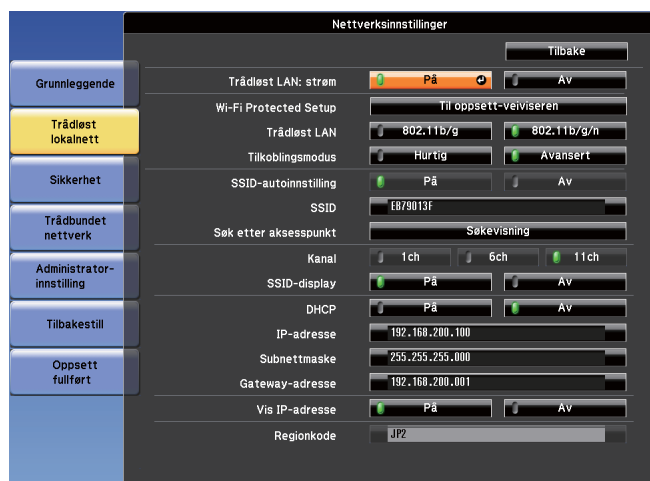 Nettverksinnstillinger
Tilbake
Grunnleggende
Trådløst
lokalnett
Sikkerhet
Trådbundet
nettverk
Administrator-
innstilling
Tilbakestill
Oppsett
fullført
Trådløst LAN: strøm På Av
Wi-Fi Protected Setup Til oppsett-veiviseren
Trådløst LAN 802.11b/g 802.11b/g/n
Tilkoblingsmodus Hurtig Avansert
SSID-autoinnstilling På Av
SSID EB79013F
Søk etter aksesspunkt Søkevisning
Kanal 1ch 6ch 11ch
SSID-display På Av
DHCP På Av
IP-adresse 192.168.200.100
Subnettmaske 255.255.255.000
Gateway-adresse 192.168.200.001
Vis IP-adresse På Av
Regionkode JP2